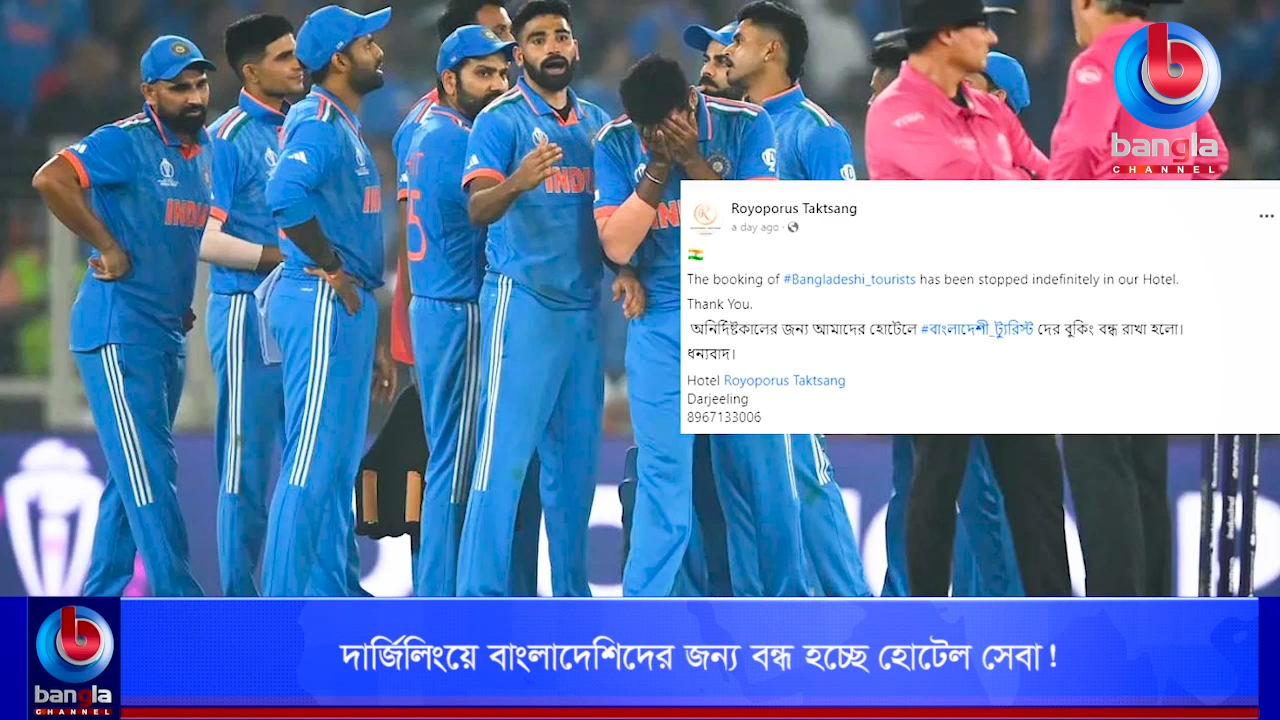 bangla
CHANNEL
INDIA
Royoporus Taktsang
a day ago
The booking of #Bangladeshi_tourists has been stopped indefinitely in our Hotel.
Thank You.
অনির্দিষ্টকালের জন্য আমাদের হোটেলে #বাংলাদেশী_ট্যুরিস্ট দের বুকিং বন্ধ রাখা হলো।
ধন্যবাদ।
Hotel Royoporus Taktsang
Darjeeling
8967133006
দার্জিলিংয়ে বাংলাদেশিদের জন্য বন্ধ হচ্ছে হোটেল সেবা!
bangla
CHANNEL